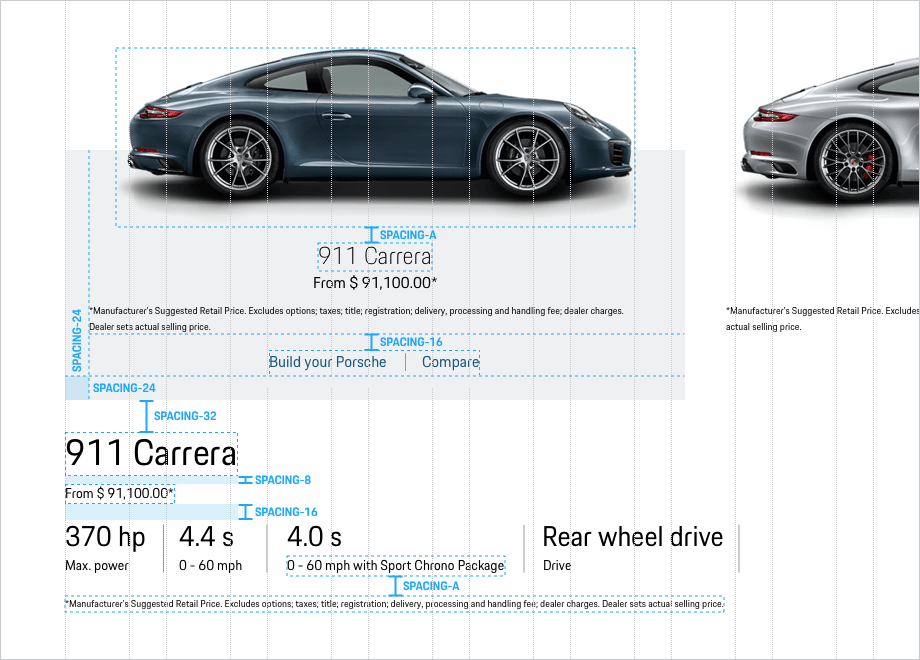 SPACING-A
911 Carrera
From $ 91,100.00*
*Manufacturer's Suggested Retail Price. Excludes options; taxes; title; registration; delivery, processing and handling fee; dealer charges.
Dealer sets actual selling price.
*Manufacturer's Suggested Retail Price. Excludes
actual selling price.
SPACING-24
SPACING-16
Build your Porsche | Compare
SPACING-24
SPACING-32
911 Carrera
SPACING-8
From $ 91,100.00*
SPACING-16
370 hp
Max. power
4.4 s
0 - 60 mph
4.0 s
0 - 60 mph with Sport Chrono Package
Rear wheel drive
Drive
SPACING-A
*Manufacturer's Suggested Retail Price. Excludes options; taxes; title; registration; delivery, processing and handling fee; dealer charges. Dealer sets actual selling price.